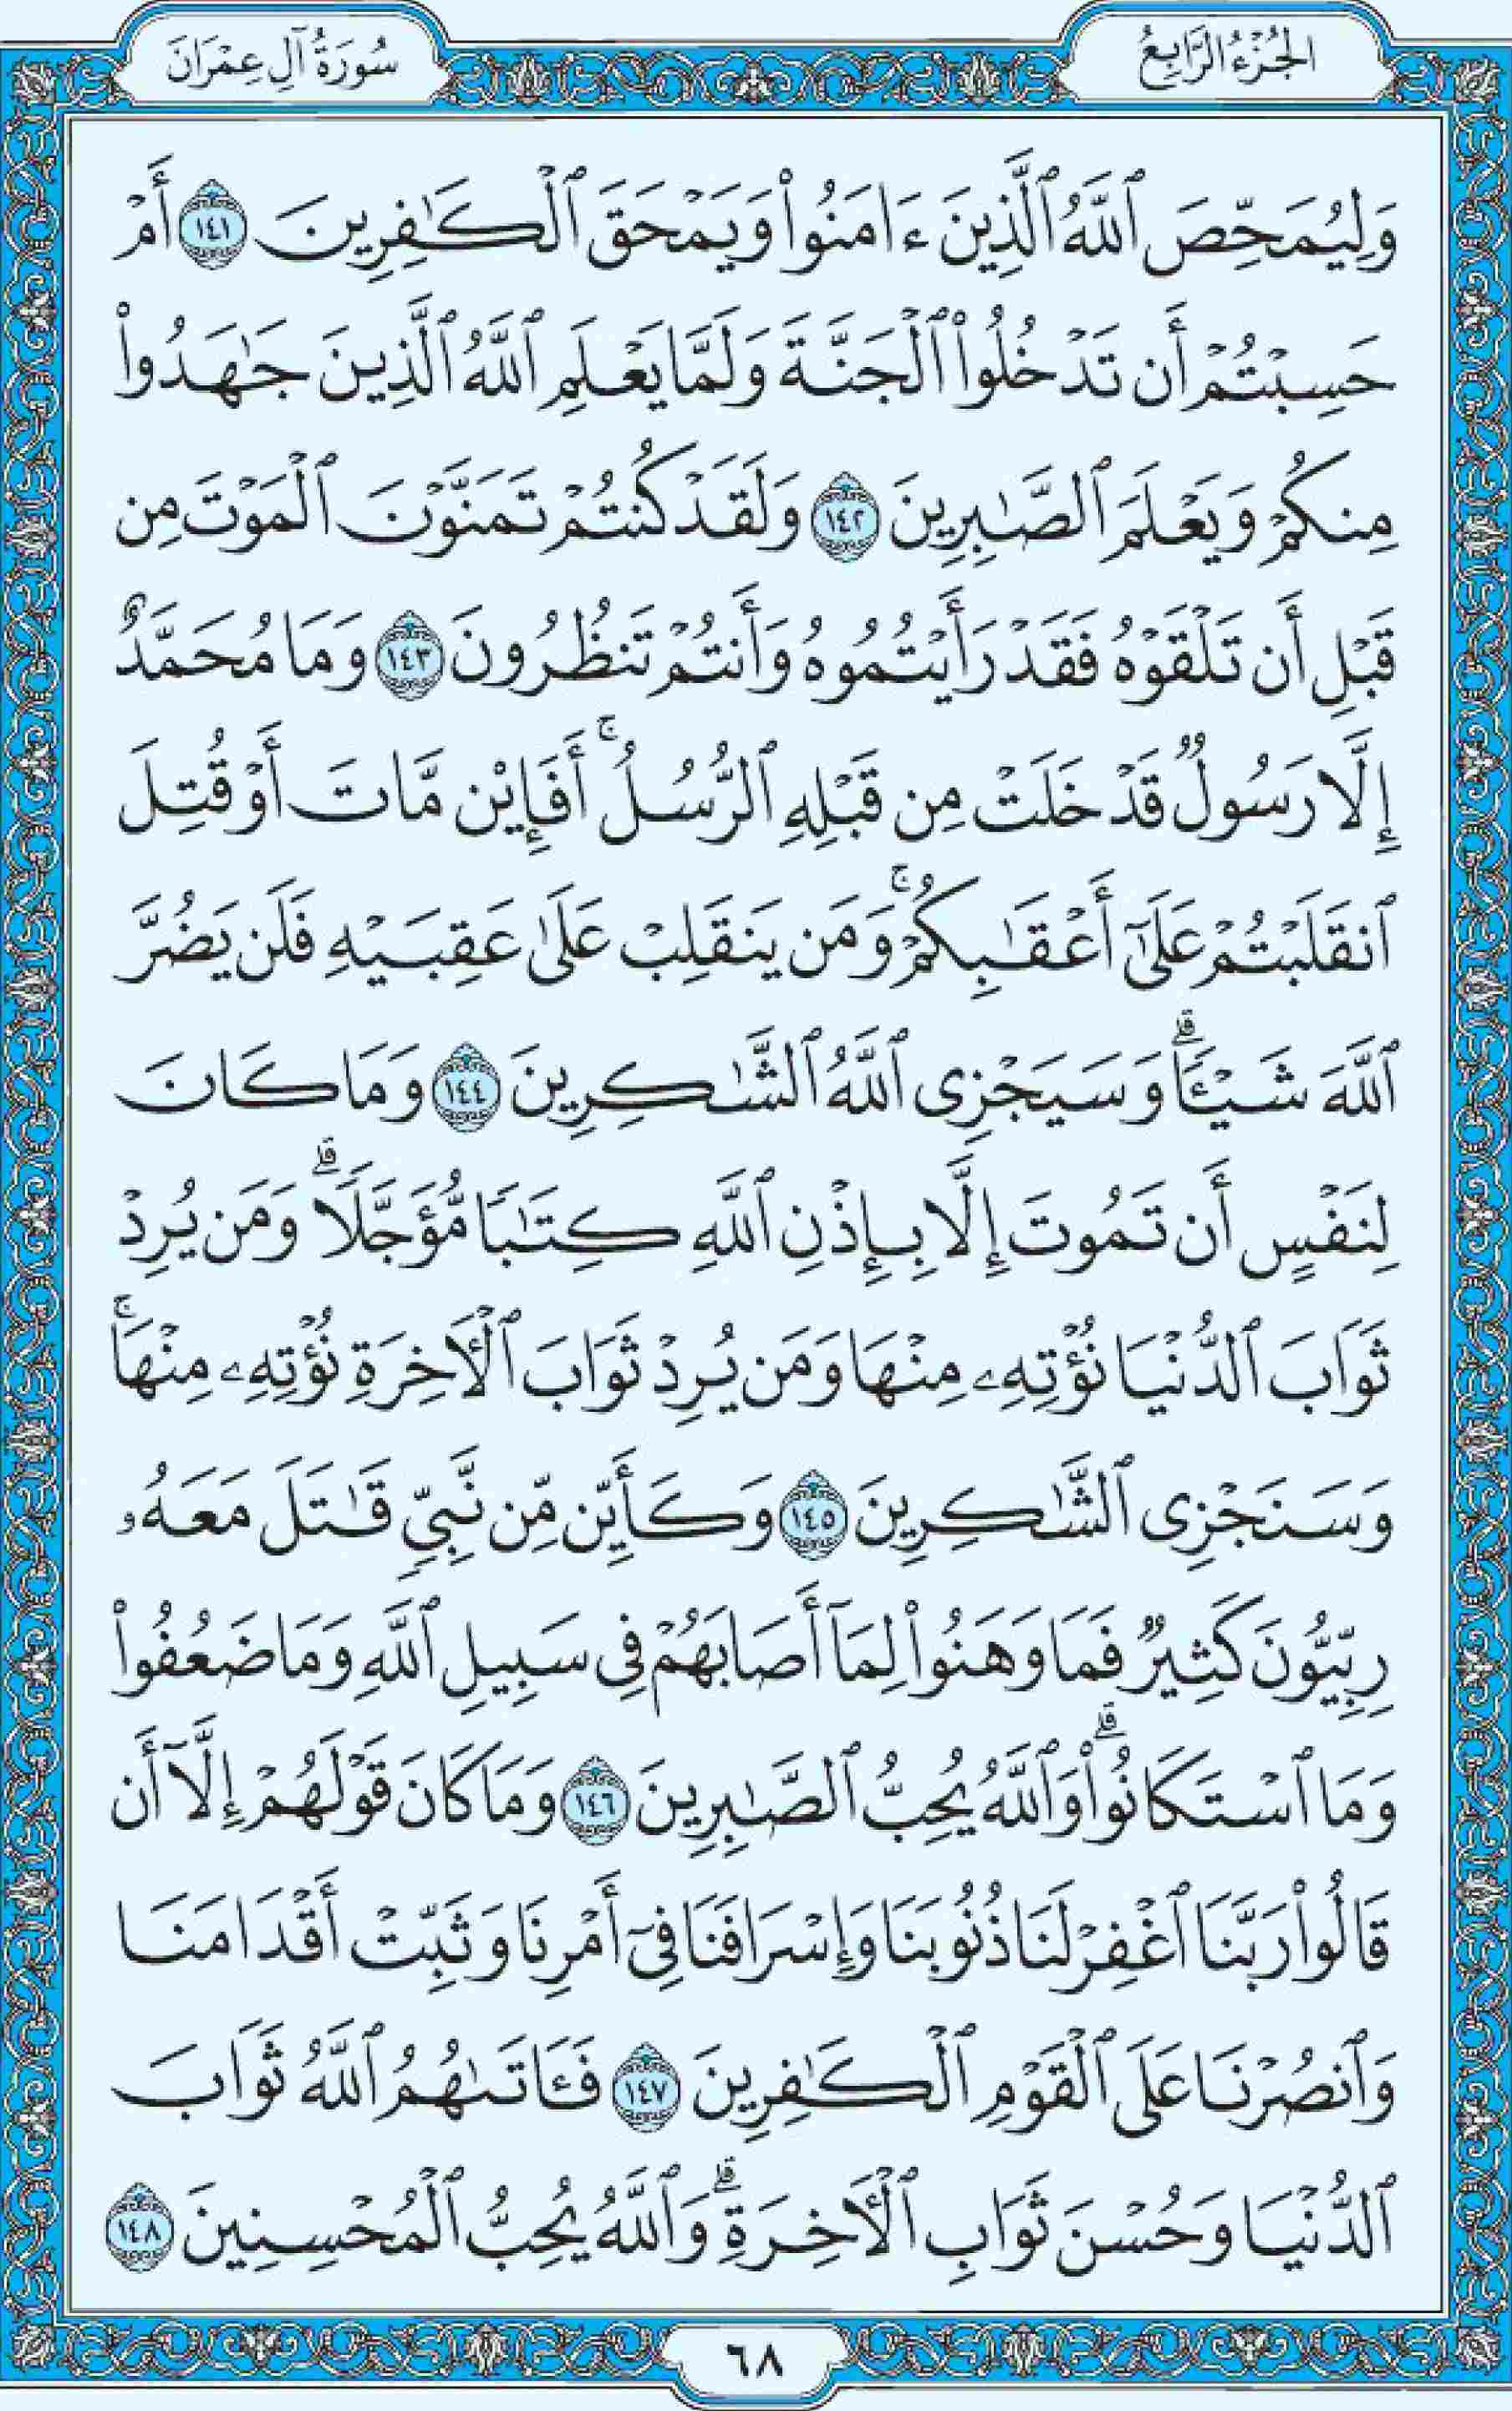 الجُزْءُ الرَّابِعُ
سُورَةُ آلِ عِمْرَانَ
وَلِيُمَحِّصَ ٱللَّهُ ٱلَّذِينَ ءَامَنُوا۟ وَيَمْحَقَ ٱلْكَـٰفِرِينَ ١٤١ أَمْ
حَسِبْتُمْ أَن تَدْخُلُوا۟ ٱلْجَنَّةَ وَلَمَّا يَعْلَمِ ٱللَّهُ ٱلَّذِينَ جَـٰهَدُوا۟
مِنكُمْ وَيَعْلَمَ ٱلصَّـٰبِرِينَ ١٤٢ وَلَقَدْ كُنتُمْ تَمَنَّوْنَ ٱلْمَوْتَ مِن
قَبْلِ أَن تَلْقَوْهُ فَقَدْ رَأَيْتُمُوهُ وَأَنتُمْ تَنظُرُونَ ١٤٣ وَمَا مُحَمَّدٌ
إِلَّا رَسُولٌ قَدْ خَلَتْ مِن قَبْلِهِ ٱلرُّسُلُ ۚ أَفَإِي۟ن مَّاتَ أَوْ قُتِلَ
ٱنقَلَبْتُمْ عَلَىٰٓ أَعْقَـٰبِكُمْ ۚ وَمَن يَنقَلِبْ عَلَىٰ عَقِبَيْهِ فَلَن يَضُرَّ
ٱللَّهَ شَيْـًٔا ۗ وَسَيَجْزِى ٱللَّهُ ٱلشَّـٰكِرِينَ ١٤٤ وَمَا كَانَ
لِنَفْسٍ أَن تَمُوتَ إِلَّا بِإِذْنِ ٱللَّهِ كِتَـٰبًا مُّؤَجَّلًا ۗ وَمَن يُرِدْ
ثَوَابَ ٱلدُّنْيَا نُؤْتِهِۦ مِنْهَا وَمَن يُرِدْ ثَوَابَ ٱلْـَٔاخِرَةِ نُؤْتِهِۦ مِنْهَا ۚ
وَسَنَجْزِى ٱلشَّـٰكِرِينَ ١٤٥ وَكَأَيِّن مِّن نَّبِىٍّ قَـٰتَلَ مَعَهُۥ
رِبِّيُّونَ كَثِيرٌ فَمَا وَهَنُوا۟ لِمَآ أَصَابَهُمْ فِى سَبِيلِ ٱللَّهِ وَمَا ضَعُفُوا۟
وَمَا ٱسْتَكَانُوا۟ ۗ وَٱللَّهُ يُحِبُّ ٱلصَّـٰبِرِينَ ١٤٦ وَمَا كَانَ قَوْلَهُمْ إِلَّآ أَن
قَالُوا۟ رَبَّنَا ٱغْفِرْ لَنَا ذُنُوبَنَا وَإِسْرَافَنَا فِىٓ أَمْرِنَا وَثَبِّتْ أَقْدَامَنَا
وَٱنصُرْنَا عَلَى ٱلْقَوْمِ ٱلْكَـٰفِرِينَ ١٤٧ فَـَٔاتَىٰهُمُ ٱللَّهُ ثَوَابَ
ٱلدُّنْيَا وَحُسْنَ ثَوَابِ ٱلْـَٔاخِرَةِ ۗ وَٱللَّهُ يُحِبُّ ٱلْمُحْسِنِينَ ١٤٨
٦٨